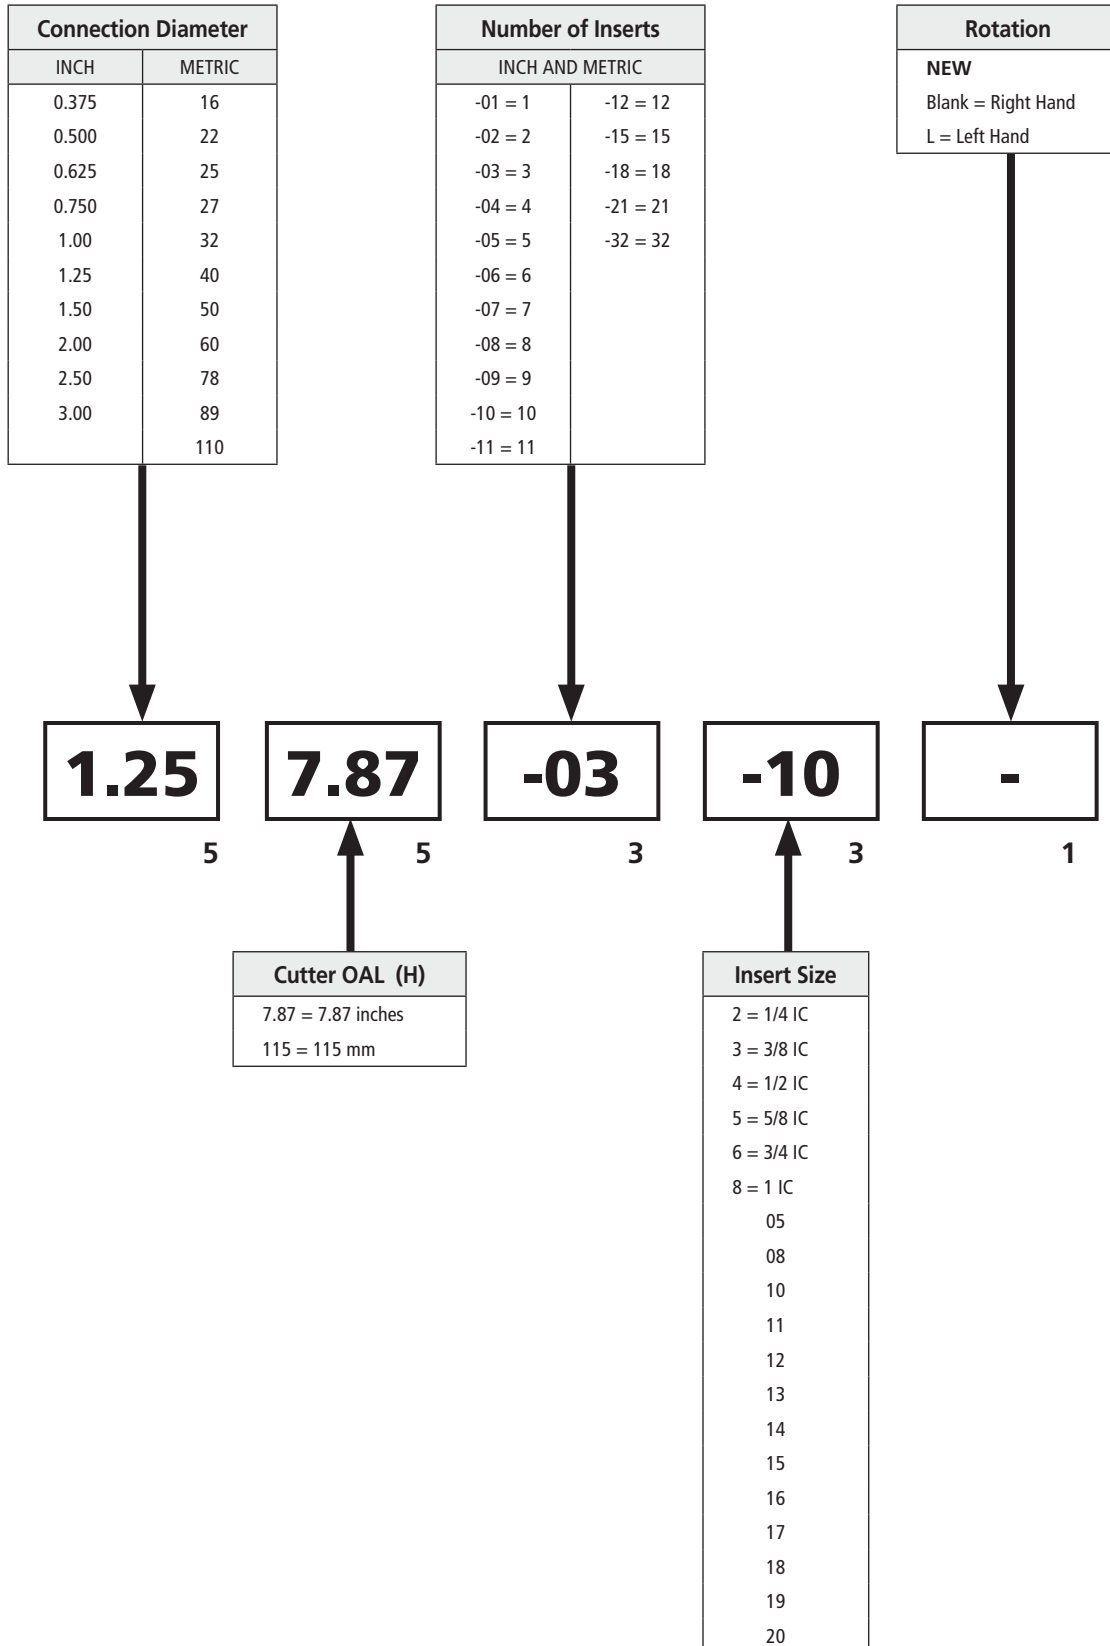 Connection Diameter
INCH METRIC
0.375 16
0.500 22
0.625 25
0.750 27
1.00 32
1.25 40
1.50 50
2.00 60
2.50 78
3.00 89
110
Number of Inserts
INCH AND METRIC
-01 = 1 -12 = 12
-02 = 2 -15 = 15
-03 = 3 -18 = 18
-04 = 4 -21 = 21
-05 = 5 -32 = 32
-06 = 6
-07 = 7
-08 = 8
-09 = 9
-10 = 10
-11 = 11
Rotation
NEW
Blank = Right Hand
L = Left Hand
1.25 7.87 -03 -10 -
5 5 3 3 1
Cutter OAL (H)
7.87 = 7.87 inches
115 = 115 mm
Insert Size
2 = 1/4 IC
3 = 3/8 IC
4 = 1/2 IC
5 = 5/8 IC
6 = 3/4 IC
8 = 1 IC
05
08
10
11
12
13
14
15
16
17
18
19
20